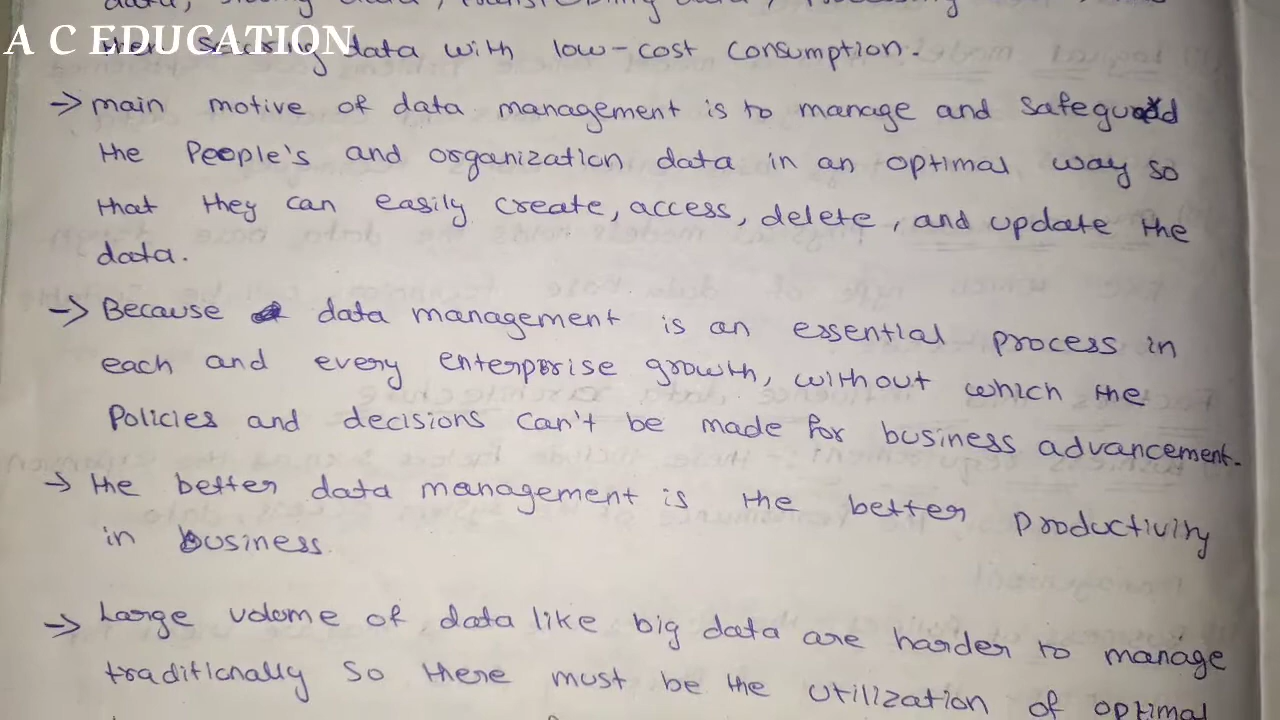 A C EDUCATION
data with low-cost consumption.
→ main motive of data management is to manage and safeguard
the People's and organization data in an optimal way so
that they can easily create, access, delete, and update the
data.
→ Because data management is an essential process in
each and every enterprise growth, without which the
Policies and decisions can't be made for business advancement.
→ the better data management is the better productivity
in business
→ Large volume of data like big data are harder to manage
traditionally so there must be the utilization of optimal